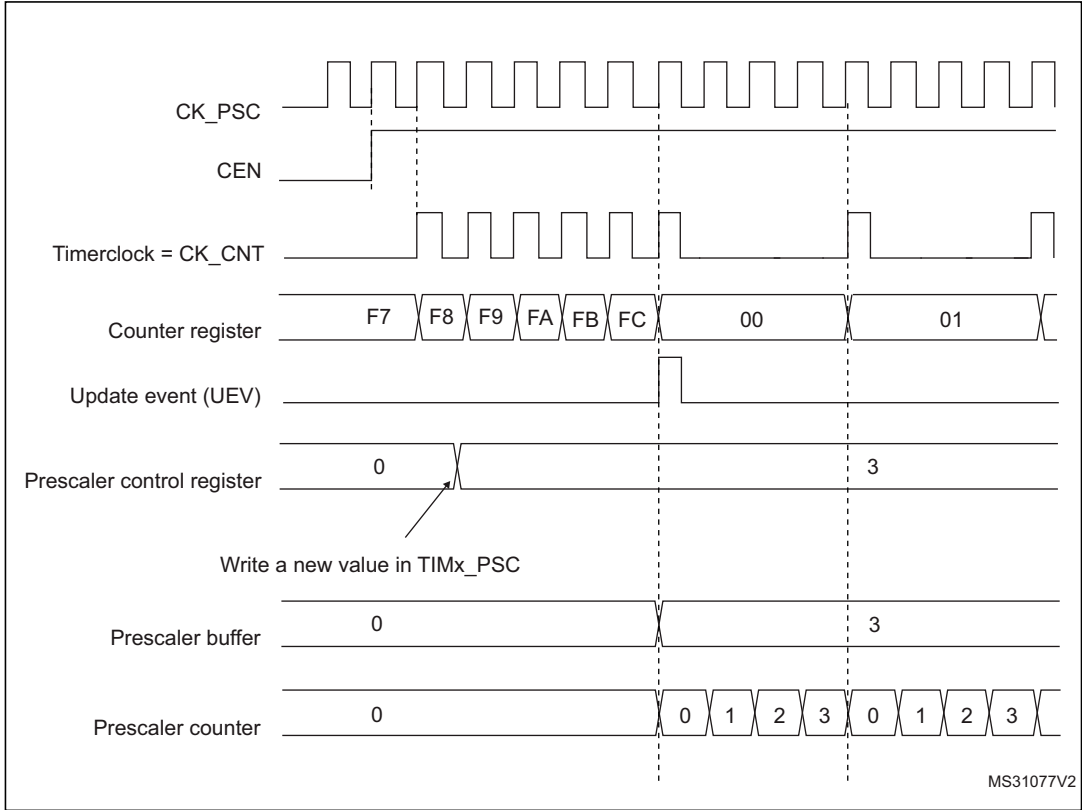 CK_PSC
CEN
Timerclock = CK_CNT
Counter register F7 F8 F9 FA FB FC 00 01
Update event (UEV)
Prescaler control register 0 3
Write a new value in TIMx_PSC
Prescaler buffer 0 3
Prescaler counter 0 0 1 2 3 0 1 2 3
MS31077V2